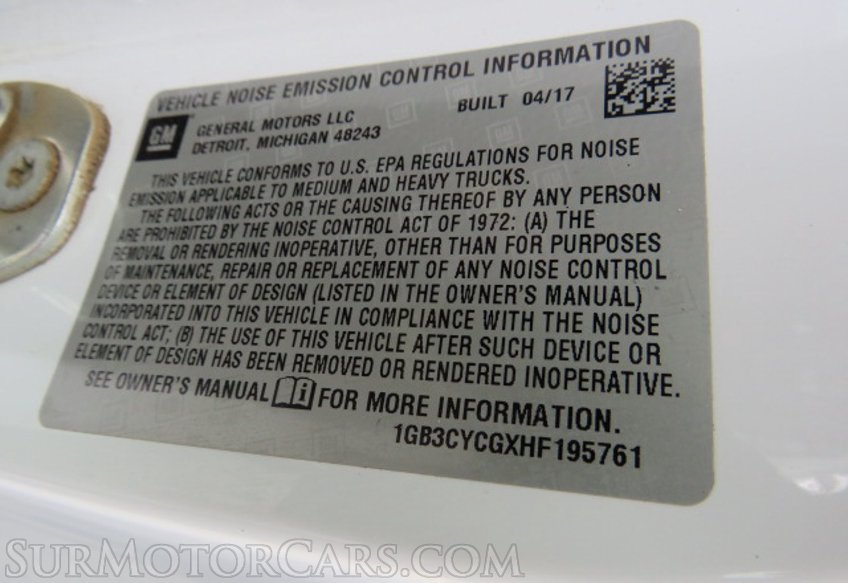 VEHICLE NOISE EMISSION CONTROL INFORMATION
GM
GENERAL MOTORS LLC
DETROIT, MICHIGAN 48243
BUILT 04/17
THIS VEHICLE CONFORMS TO U.S. EPA REGULATIONS FOR NOISE
EMISSION APPLICABLE TO MEDIUM AND HEAVY TRUCKS.
THE FOLLOWING ACTS OR THE CAUSING THEREOF BY ANY PERSON
ARE PROHIBITED BY THE NOISE CONTROL ACT OF 1972: (A) THE
REMOVAL OR RENDERING INOPERATIVE, OTHER THAN FOR PURPOSES
OF MAINTENANCE, REPAIR OR REPLACEMENT OF ANY NOISE CONTROL
DEVICE OR ELEMENT OF DESIGN (LISTED IN THE OWNER'S MANUAL)
INCORPORATED INTO THIS VEHICLE IN COMPLIANCE WITH THE NOISE
CONTROL ACT; (B) THE USE OF THIS VEHICLE AFTER SUCH DEVICE OR
ELEMENT OF DESIGN HAS BEEN REMOVED OR RENDERED INOPERATIVE.
SEE OWNER'S MANUAL i FOR MORE INFORMATION.
1GB3CYCGXHF195761
SURMOTORCARS.COM